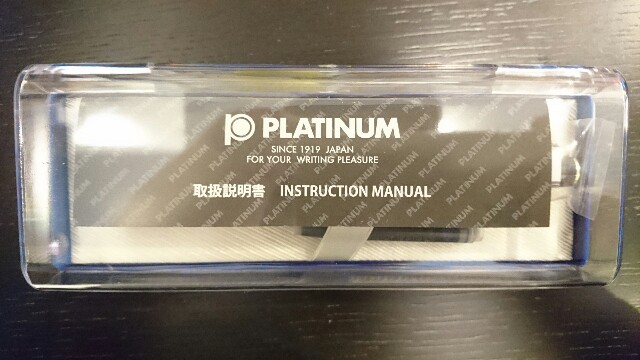 PLATINUM
SINCE 1919 JAPAN
FOR YOUR WRITING PLEASURE
取扱説明書 INSTRUCTION MANUAL